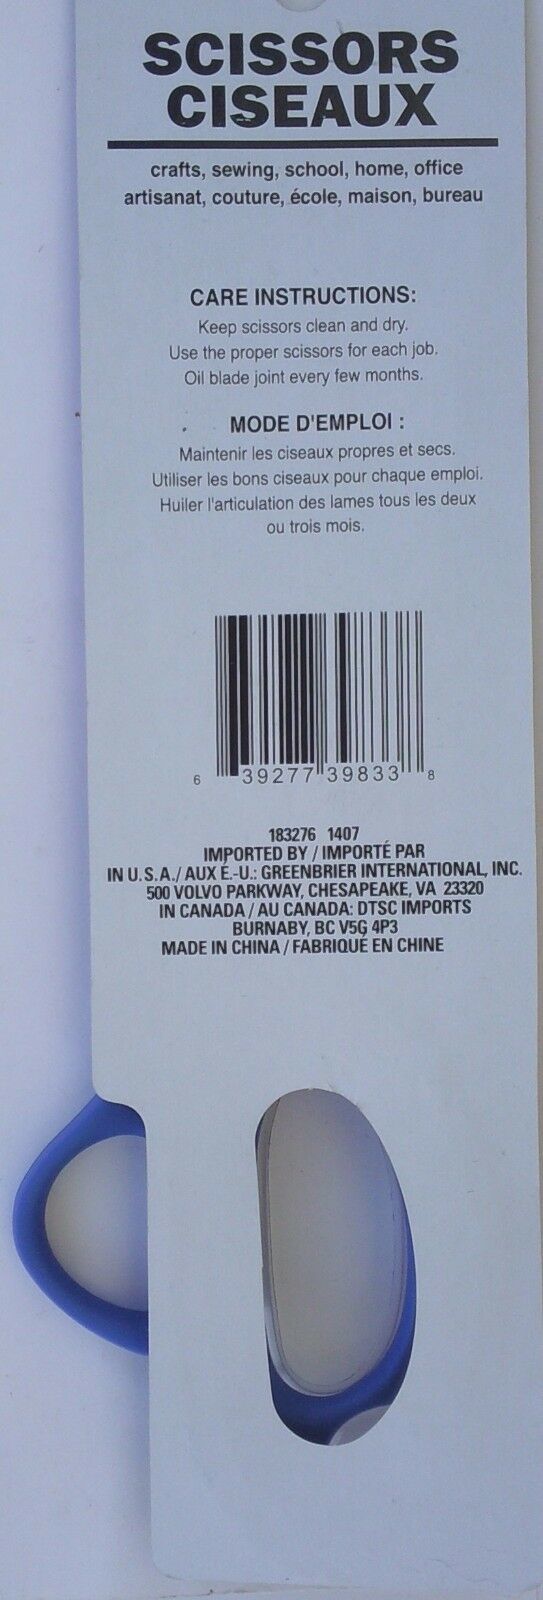 SCISSORS
CISEAUX
crafts, sewing, school, home, office
artisanat, couture, école, maison, bureau
CARE INSTRUCTIONS:
Keep scissors clean and dry.
Use the proper scissors for each job.
Oil blade joint every few months.
MODE D'EMPLOI :
Maintenir les ciseaux propres et secs.
Utiliser les bons ciseaux pour chaque emploi.
Huiler l'articulation des lames tous les deux
ou trois mois.
6 39277 39833 8
183276 1407
IMPORTED BY / IMPORTÉ PAR
IN U.S.A./ AUX É.-U.: GREENBRIER INTERNATIONAL, INC.
500 VOLVO PARKWAY, CHESAPEAKE, VA 23320
IN CANADA / AU CANADA: DTSC IMPORTS
BURNABY, BC V5G 4P3
MADE IN CHINA / FABRIQUÉ EN CHINE